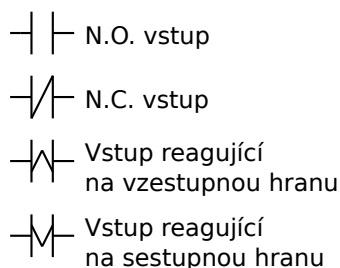 N.O. vstup
N.C. vstup
Vstup reagující
na vzestupnou hranu
Vstup reagující
na sestupnou hranu